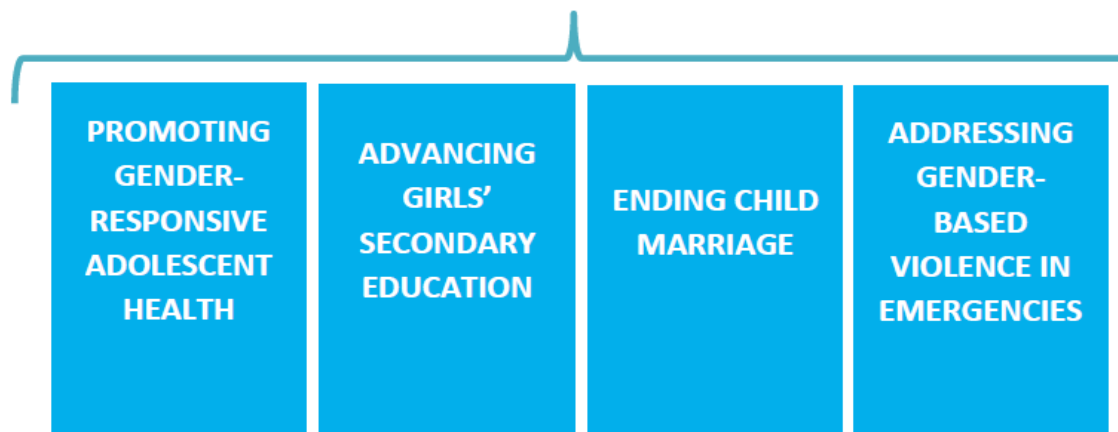 PROMOTING
GENDER-
RESPONSIVE
ADOLESCENT
HEALTH
ADVANCING
GIRLS’
SECONDARY
EDUCATION
ENDING CHILD
MARRIAGE
ADDRESSING
GENDER-
BASED
VIOLENCE IN
EMERGENCIES